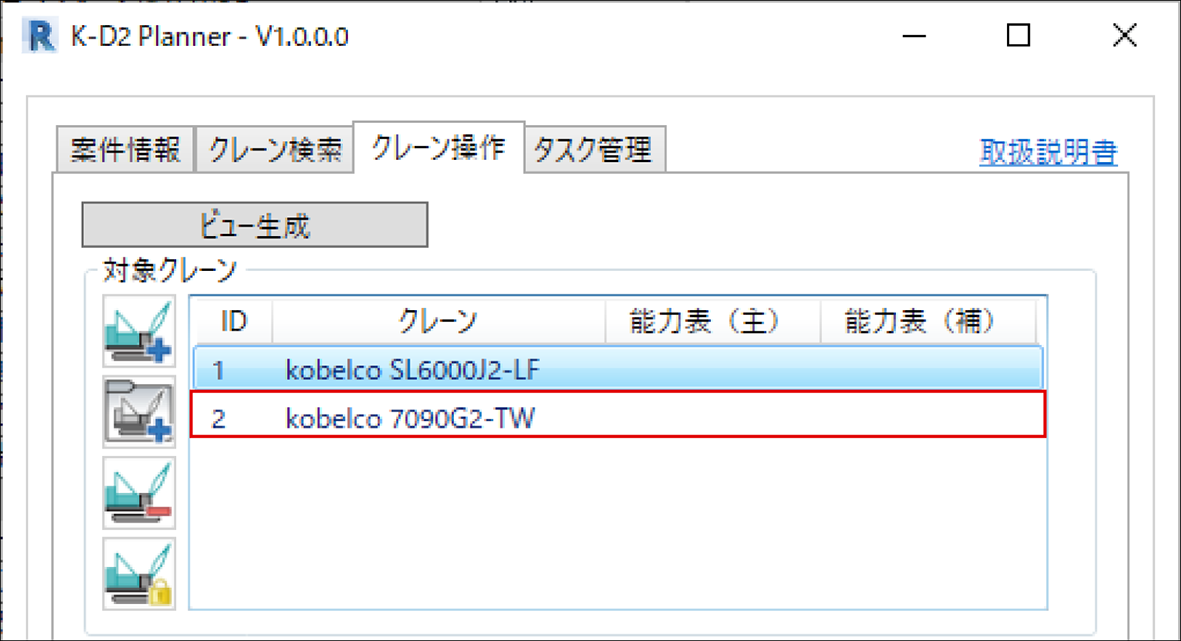 K-D2 Planner - V1.0.0.0
案件情報 クレーン検索 クレーン操作 タスク管理 取扱説明書
ビュー生成
対象クレーン
ID クレーン 能力表（主） 能力表（補）
1 kobelco SL6000J2-LF
2 kobelco 7090G2-TW